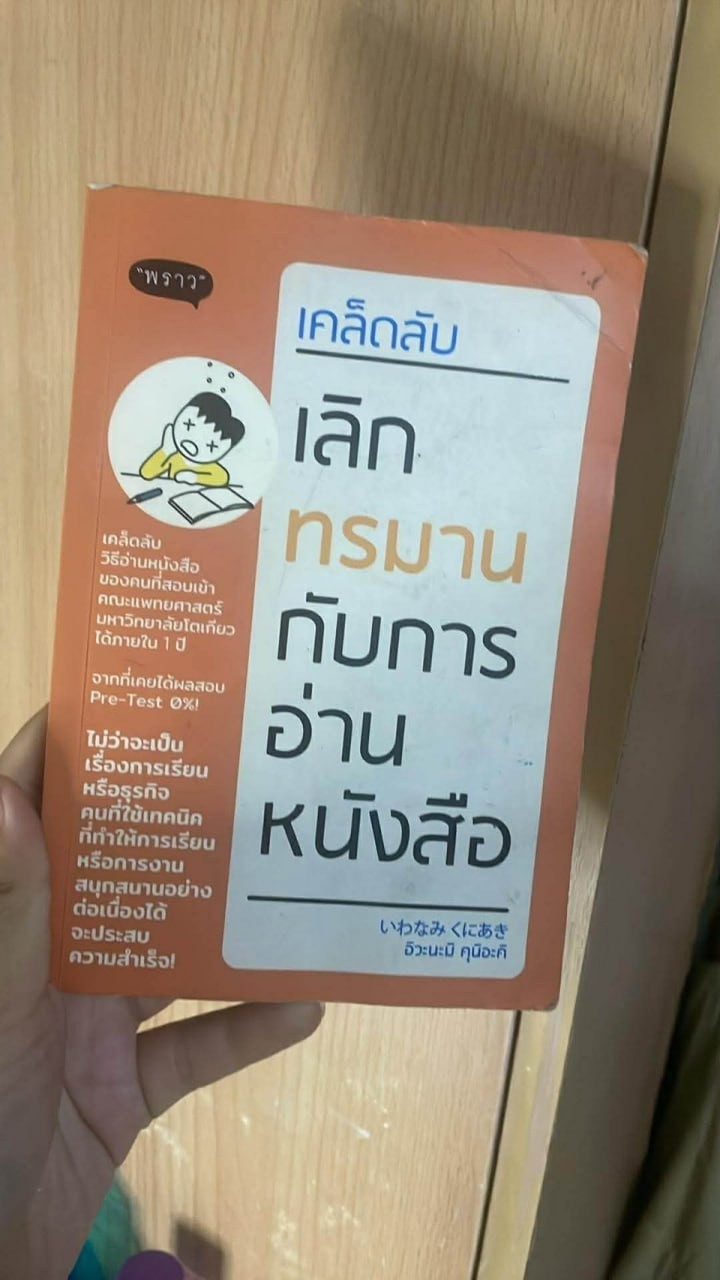 "พราว"
เคล็ดลับ
เลิก
ทรมาน
กับการ
อ่าน
หนังสือ
いわなみ くにあき
อิวะนะมิ คุนิอะกิ
เคล็ดลับ
วิธีอ่านหนังสือ
ของคนที่สอบเข้า
คณะแพทยศาสตร์
มหาวิทยาลัยโตเกียว
ได้ภายใน 1 ปี
จากที่เคยได้ผลสอบ
Pre-Test 0%!
ไม่ว่าจะเป็น
เรื่องการเรียน
หรือธุรกิจ
คนที่ใช้เทคนิค
ที่ทำให้การเรียน
หรือการงาน
สนุกสนานอย่าง
ต่อเนื่องได้
จะประสบ
ความสำเร็จ!